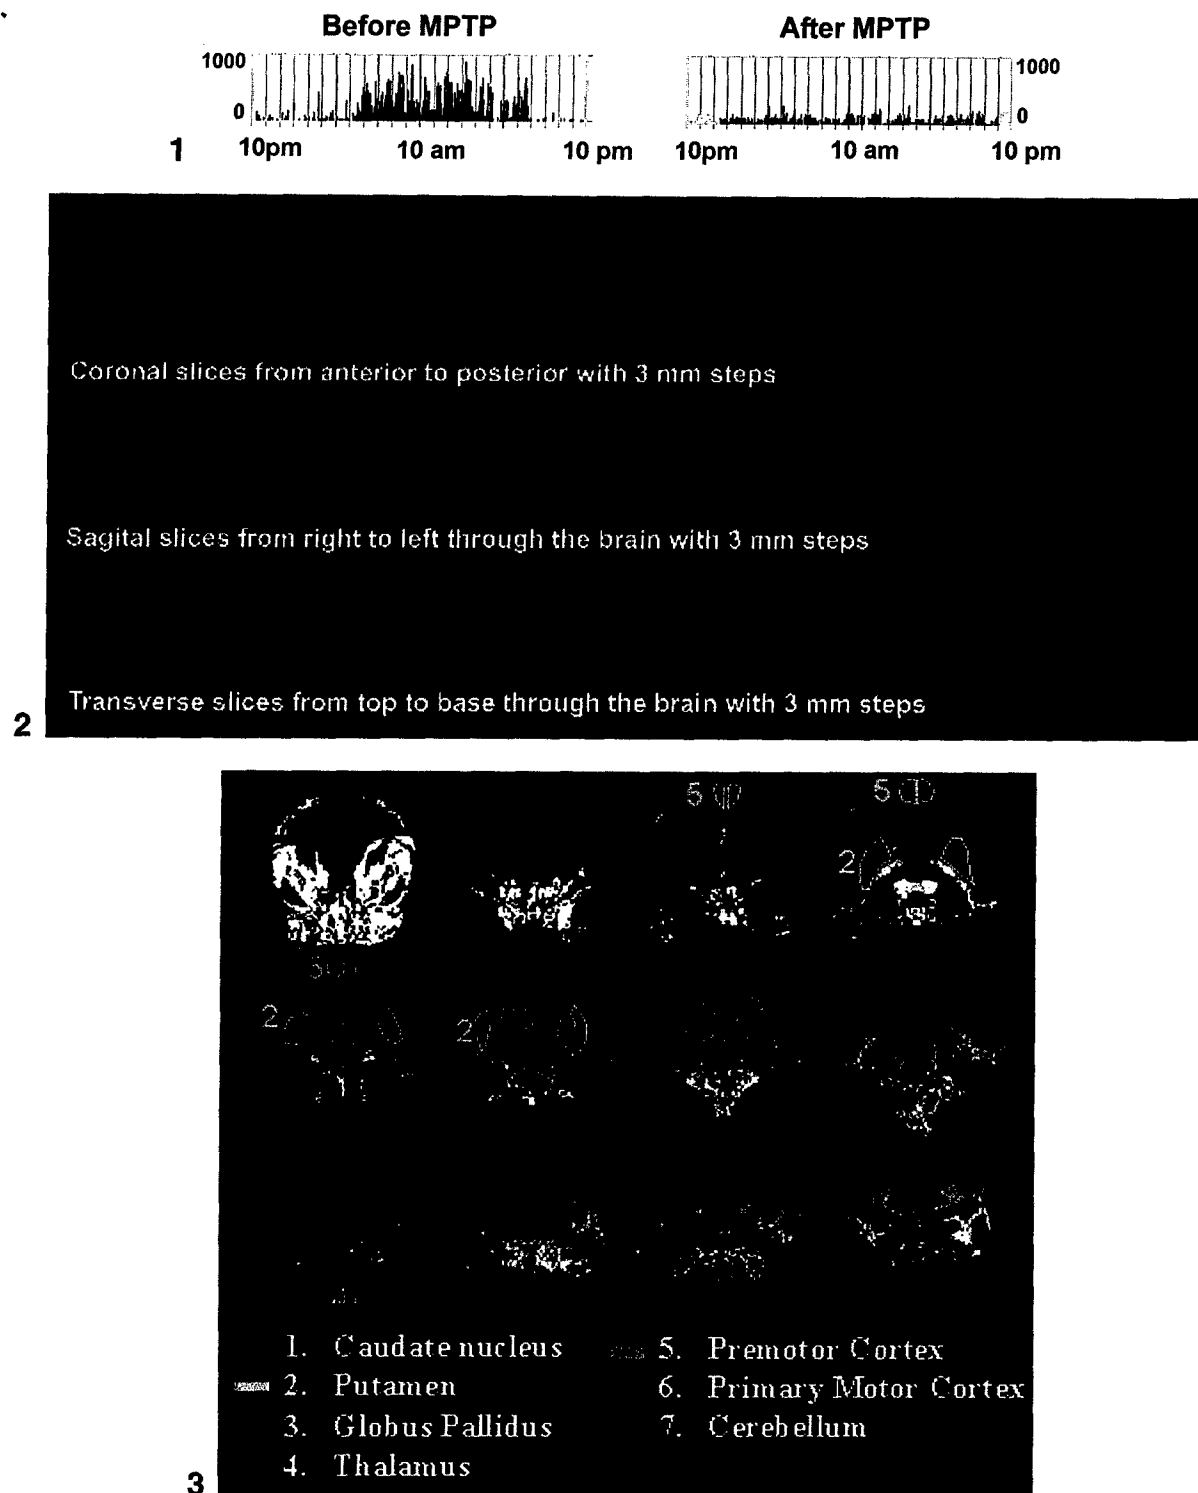 Before MPTP After MPTP
1000 1000
0 0
1 10pm 10 am 10 pm 10pm 10 am 10 pm
Coronal slices from anterior to posterior with 3 mm steps
Sagital slices from right to left through the brain with 3 mm steps
Transverse slices from top to base through the brain with 3 mm steps
2
5 5
2
5
2 2
1. Caudate nucleus 5. Premotor Cortex
2. Putamen 6. Primary Motor Cortex
3. Globus Pallidus 7. Cerebellum
4. Thalamus
3